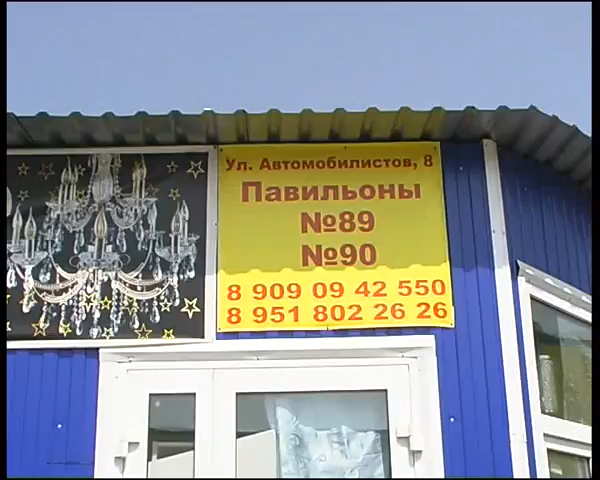 Ул. Автомобилистов, 8
Павильоны
№89
№90
8 909 09 42 550
8 951 802 26 26